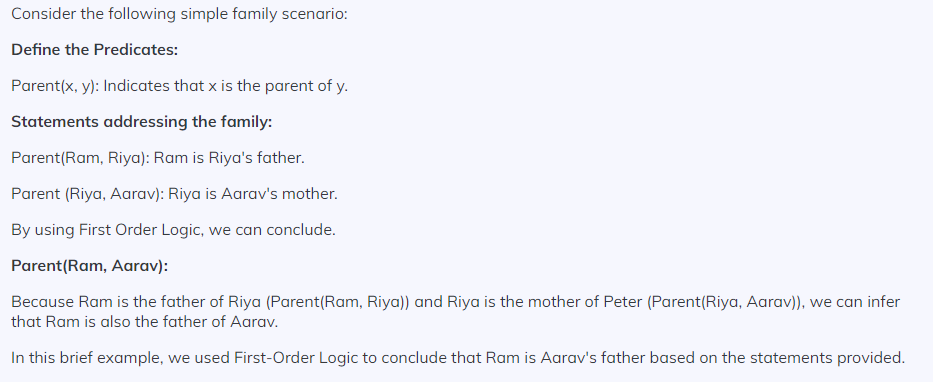 Consider the following simple family scenario:
Define the Predicates:
Parent(x, y): Indicates that x is the parent of y.
Statements addressing the family:
Parent(Ram, Riya): Ram is Riya's father.
Parent (Riya, Aarav): Riya is Aarav's mother.
By using First Order Logic, we can conclude.
Parent(Ram, Aarav):
Because Ram is the father of Riya (Parent(Ram, Riya)) and Riya is the mother of Peter (Parent(Riya, Aarav)), we can infer
that Ram is also the father of Aarav.
In this brief example, we used First-Order Logic to conclude that Ram is Aarav's father based on the statements provided.